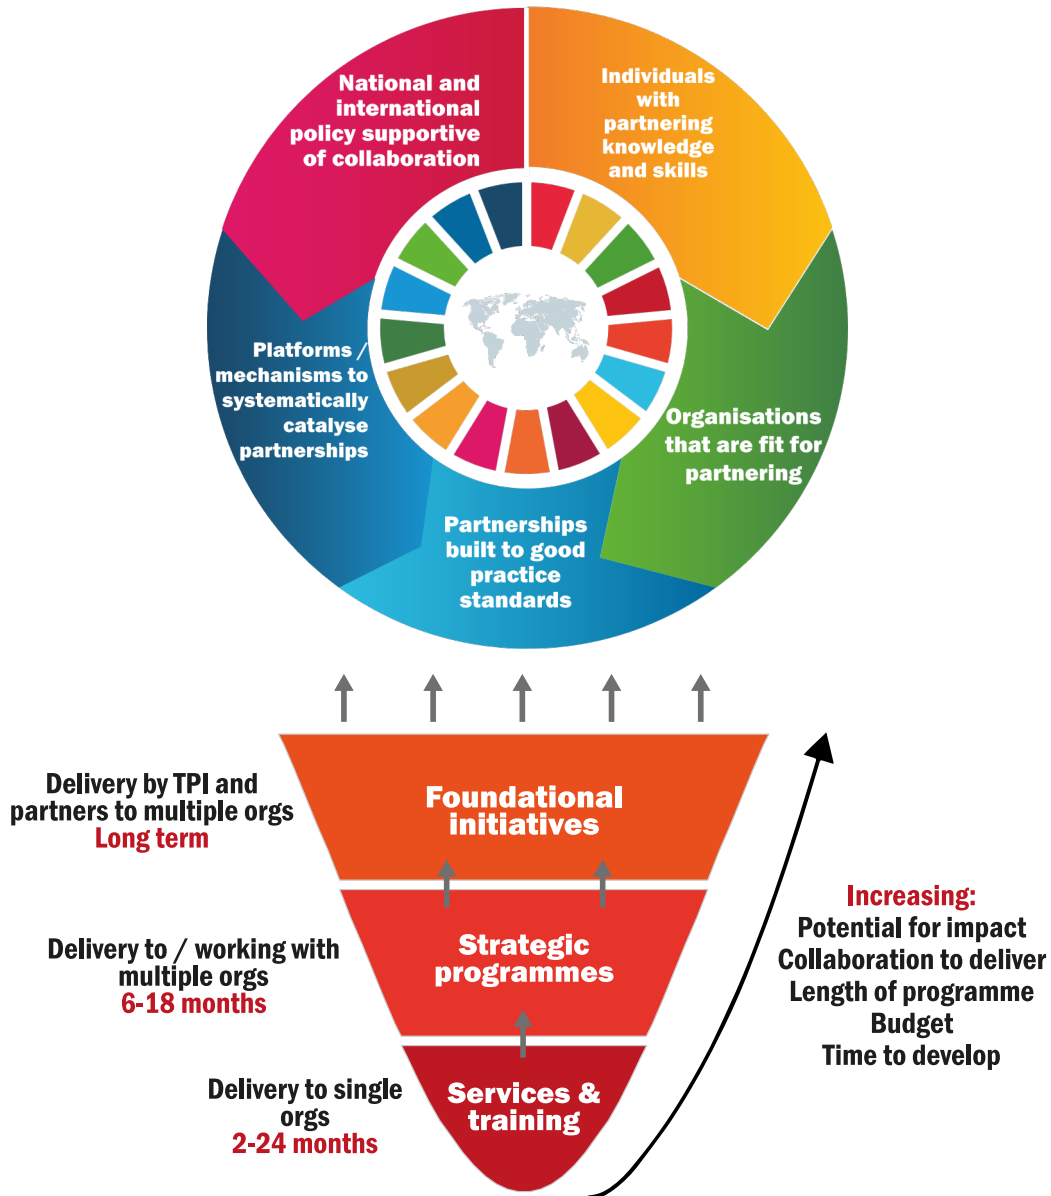 National and
international
policy supportive
of collaboration
Individuals
with
partnering
knowledge
and skills
Platforms /
mechanisms to
systematically
catalyse
partnerships
Organisations
that are fit for
partnering
Partnerships
built to good
practice
standards
Delivery by TPI and
partners to multiple orgs
Long term
Foundational
initiatives
Delivery to / working with
multiple orgs
6-18 months
Strategic
programmes
Increasing:
Potential for impact
Collaboration to deliver
Length of programme
Budget
Time to develop
Delivery to single
orgs
2-24 months
Services &
training